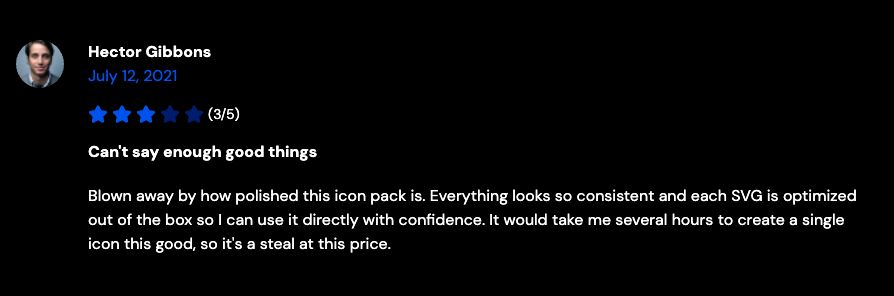 Hector Gibbons
July 12, 2021
(3/5)
Can't say enough good things
Blown away by how polished this icon pack is. Everything looks so consistent and each SVG is optimized
out of the box so I can use it directly with confidence. It would take me several hours to create a single
icon this good, so it's a steal at this price.